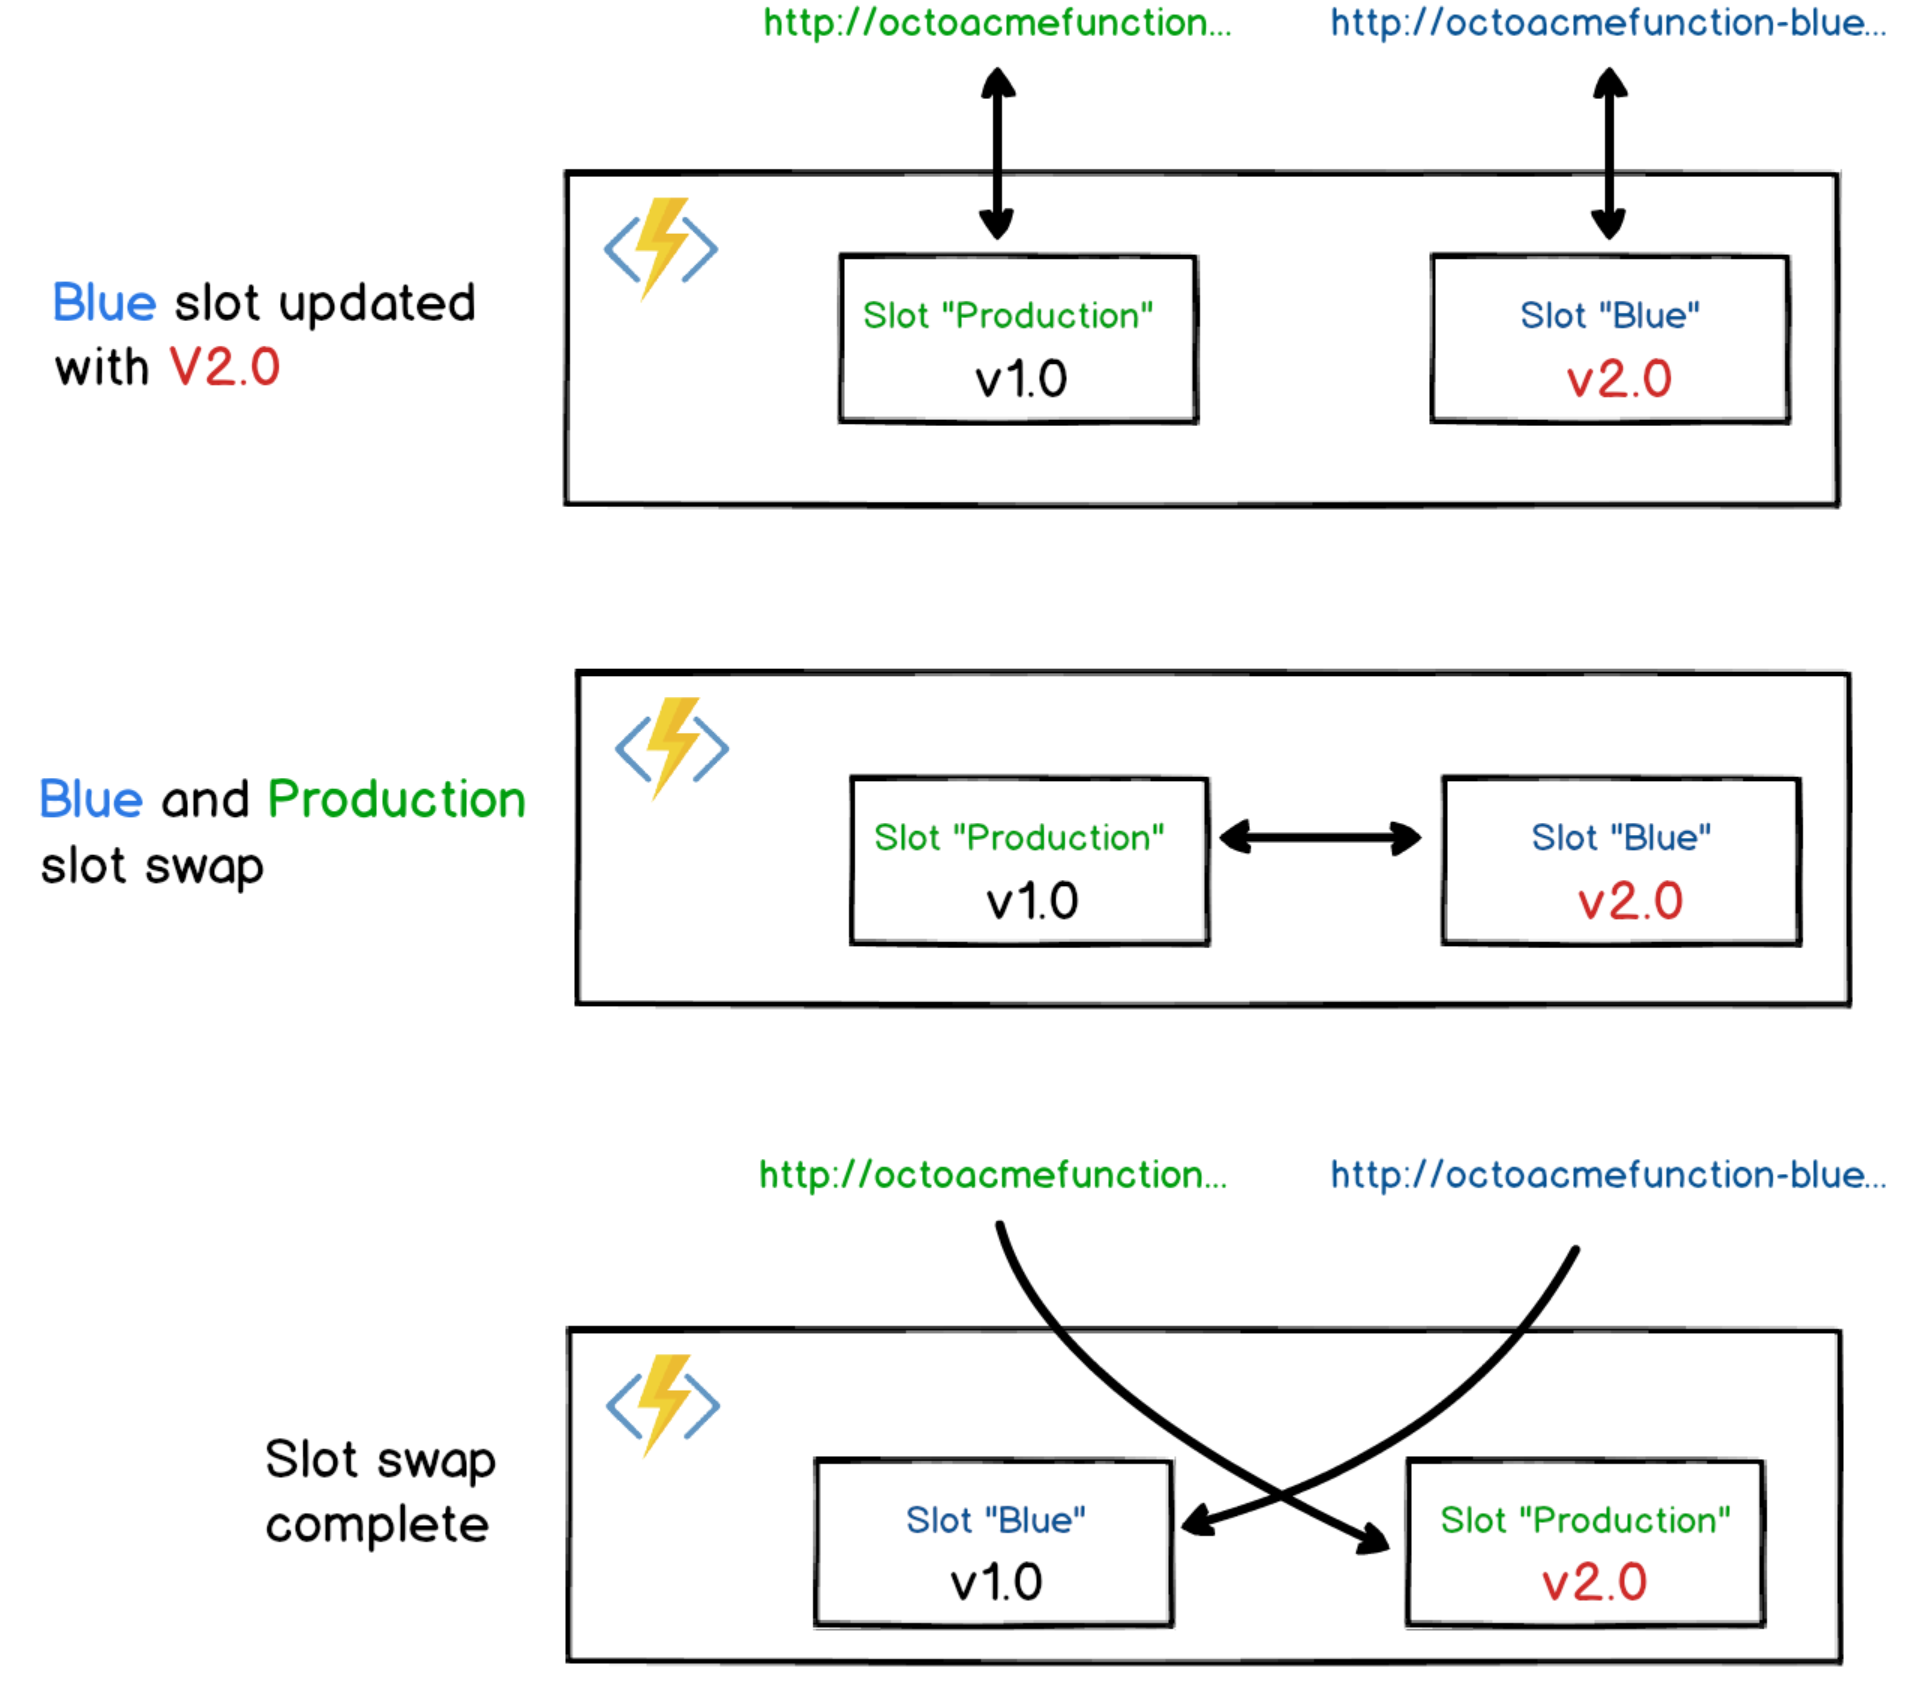 http://octoacmefunction...
http://octoacmefunction-blue...
Blue slot updated
with V2.0
Slot "Production"
v1.0
Slot "Blue"
v2.0
Blue and Production
slot swap
Slot "Production"
v1.0
Slot "Blue"
v2.0
http://octoacmefunction...
http://octoacmefunction-blue...
Slot swap
complete
Slot "Blue"
v1.0
Slot "Production"
v2.0